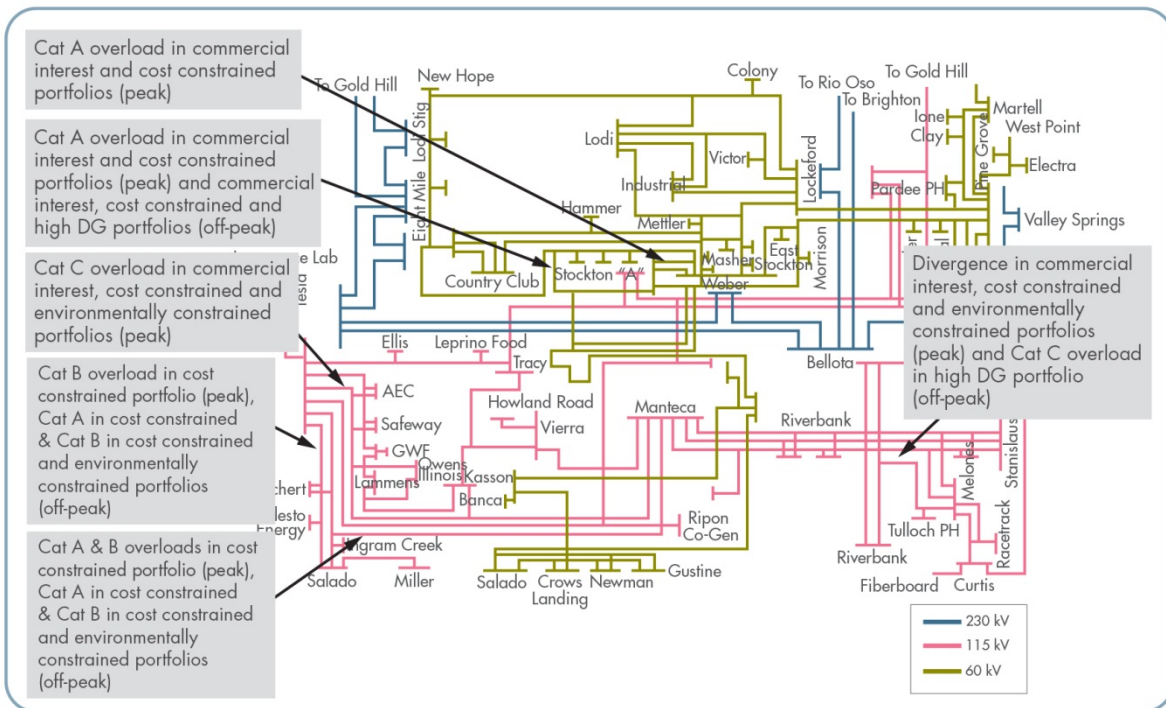 Cat A overload in commercial
interest and cost constrained
portfolios (peak)
Cat A overload in commercial
interest and cost constrained
portfolios (peak) and commercial
interest, cost constrained and
high DG portfolios (off-peak)
Cat C overload in commercial
interest, cost constrained and
environmentally constrained
portfolios (peak)
Cat B overload in cost
constrained portfolio (peak),
Cat A in cost constrained
& Cat B in cost constrained
and environmentally
constrained portfolios
(off-peak)
Cat A & B overloads in cost
constrained portfolio (peak),
Cat A in cost constrained
& Cat B in cost constrained
and environmentally
constrained portfolios
(off-peak)
Divergence in commercial
interest, cost constrained
and environmentally
constrained portfolios
(peak) and Cat C overload
in high DG portfolio
(off-peak)
To Gold Hill
New Hope
Lodi Stig
Eight Mile
Colony
To Rio Oso
To Brighton
To Gold Hill
Martell
Ione
Clay
West Point
Pine Grove
Electra
Pardee PH
Valley Springs
Lodi
Victor
Industrial
Lockeford
Hammer
Mettler
Country Club
Stockton "A"
Mosher
East
Stockton
Weber
Morrison
Lab
Bellota
Ellis
Leprino Food
Tracy
AEC
Safeway
GWF
Owens
Illinois
Lammers
Kasson
Banca
Howland Road
Vierra
Manteca
Riverbank
Stanislaus
Melones
Tulloch PH
Racetrack
Riverbank
Fiberboard
Curtis
Ripon
Co-Gen
Ingram Creek
Salado
Miller
Salado
Crows
Landing
Newman
Gustine
230 kV
115 kV
60 kV